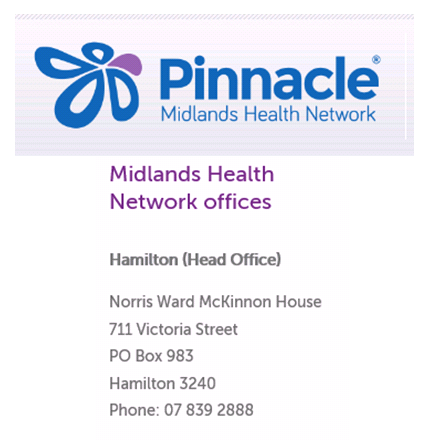 Pinnacle®
Midlands Health Network
Midlands Health
Network offices
Hamilton (Head Office)
Norris Ward McKinnon House
711 Victoria Street
PO Box 983
Hamilton 3240
Phone: 07 839 2888